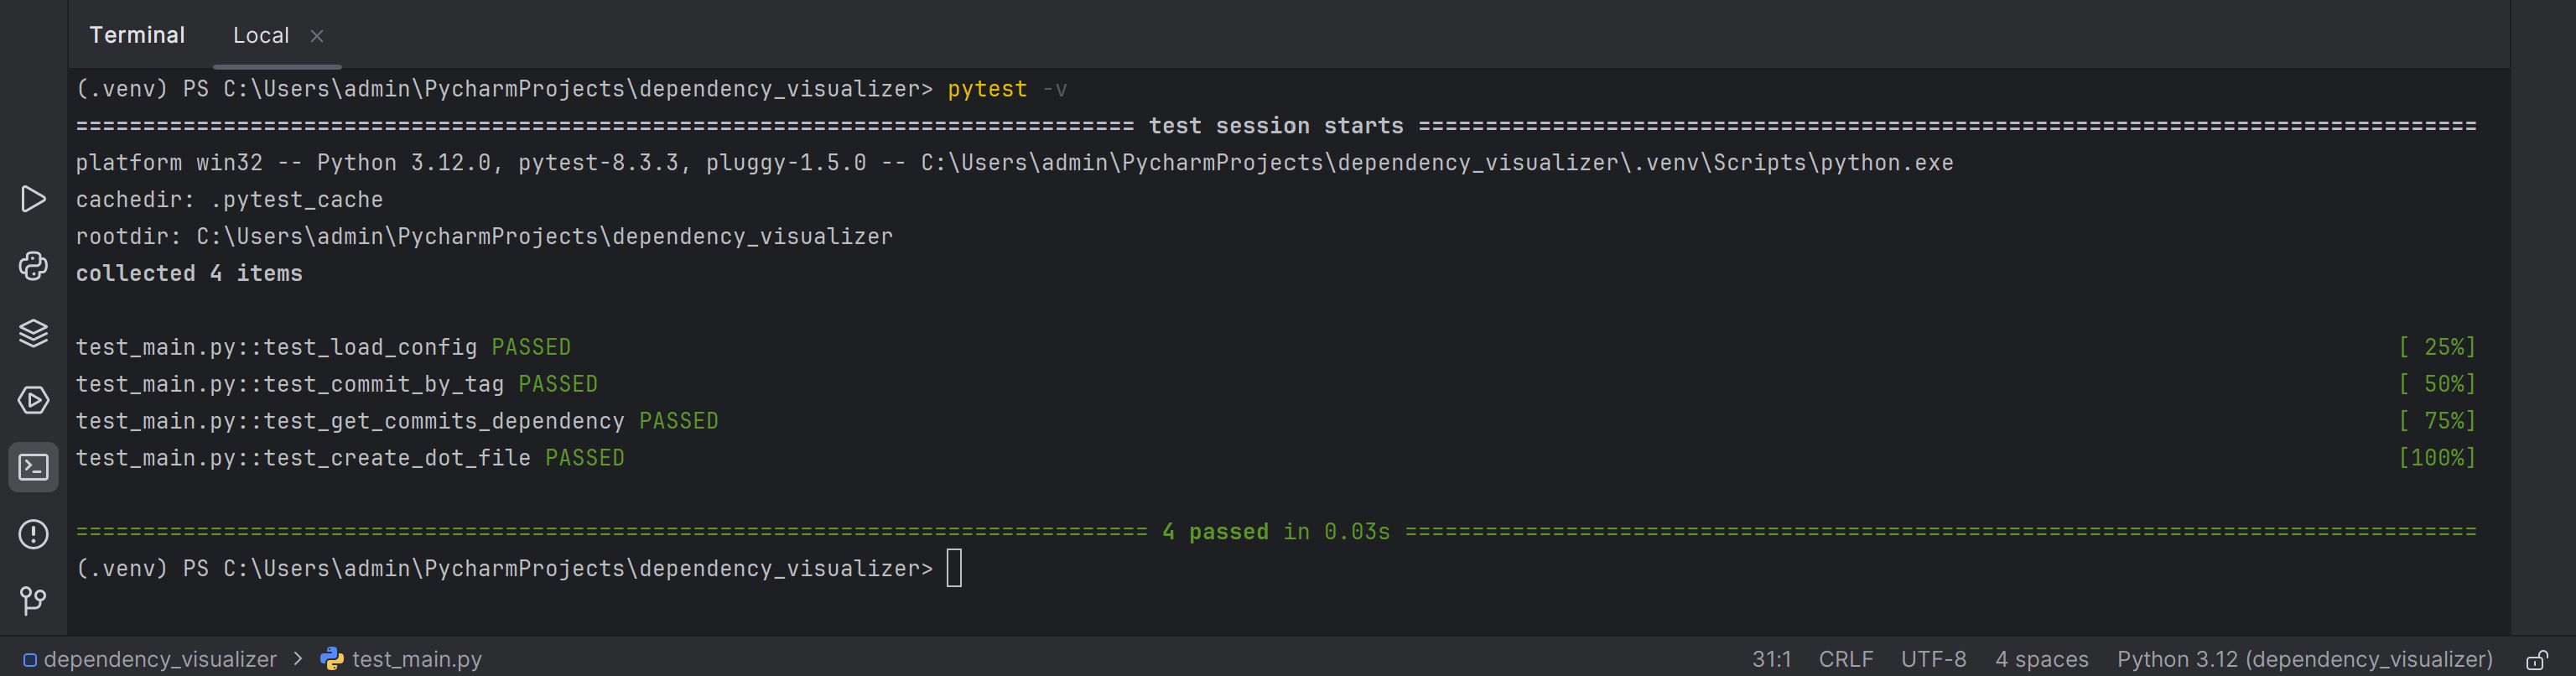 Terminal Local
(.venv) PS C:\Users\admin\PycharmProjects\dependency_visualizer> pytest -v
=============================================================================== test session starts ===============================================================================
platform win32 -- Python 3.12.0, pytest-8.3.3, pluggy-1.5.0 -- C:\Users\admin\PycharmProjects\dependency_visualizer\.venv\Scripts\python.exe
cachedir: .pytest_cache
rootdir: C:\Users\admin\PycharmProjects\dependency_visualizer
collected 4 items
test_main.py::test_load_config PASSED [ 25%]
test_main.py::test_commit_by_tag PASSED [ 50%]
test_main.py::test_get_commits_dependency PASSED [ 75%]
test_main.py::test_create_dot_file PASSED [100%]
================================================================================ 4 passed in 0.03s ================================================================================
(.venv) PS C:\Users\admin\PycharmProjects\dependency_visualizer>
dependency_visualizer > test_main.py 31:1 CRLF UTF-8 4 spaces Python 3.12 (dependency_visualizer)